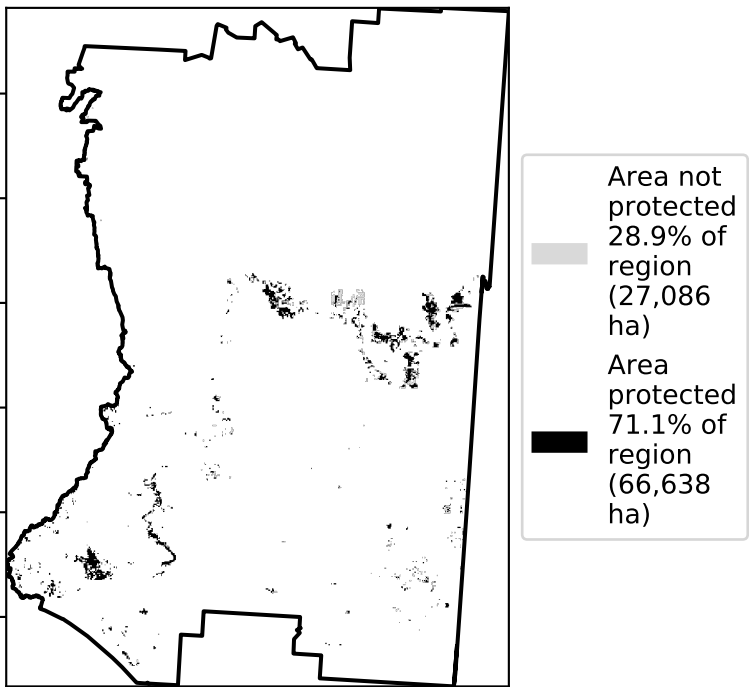 Area not
protected
28.9% of
region
(27,086
ha)
Area
protected
71.1% of
region
(66,638
ha)